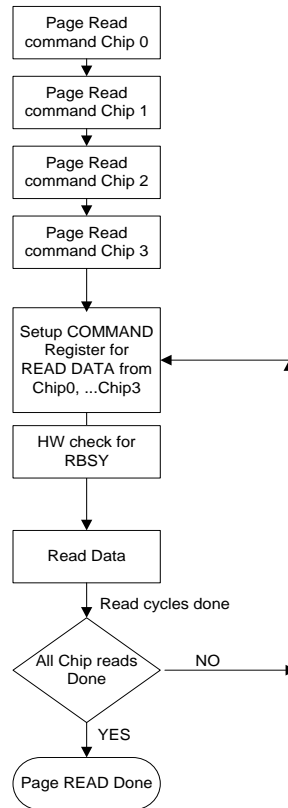 Page Read
command Chip 0
Page Read
command Chip 1
Page Read
command Chip 2
Page Read
command Chip 3
Setup COMMAND
Register for
READ DATA from
Chip0, ...Chip3
HW check for
RBSY
Read Data
Read cycles done
All Chip reads
Done
NO
YES
Page READ Done